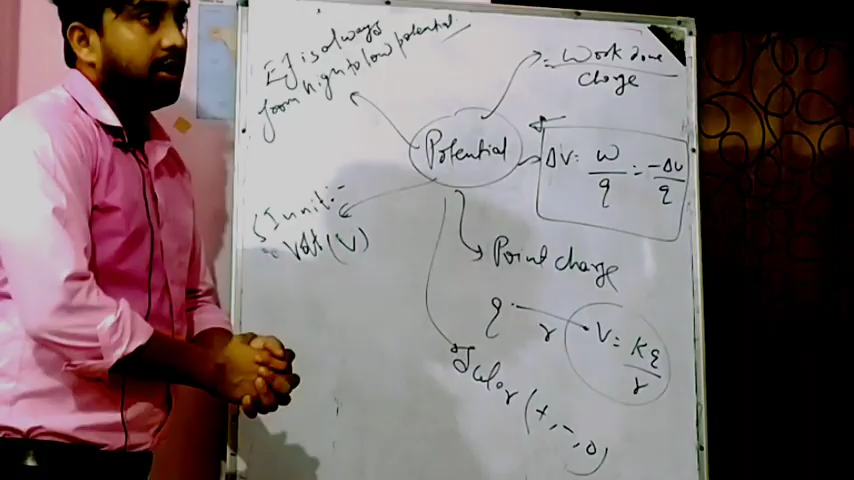 Ef is always
from high to low potential.
= Work done
charge
Potential
ΔV = W = -ΔU
q q
SI unit :-
Volt (V)
Point charge
q r
V = Kq
r
Scalar (+, -, 0)